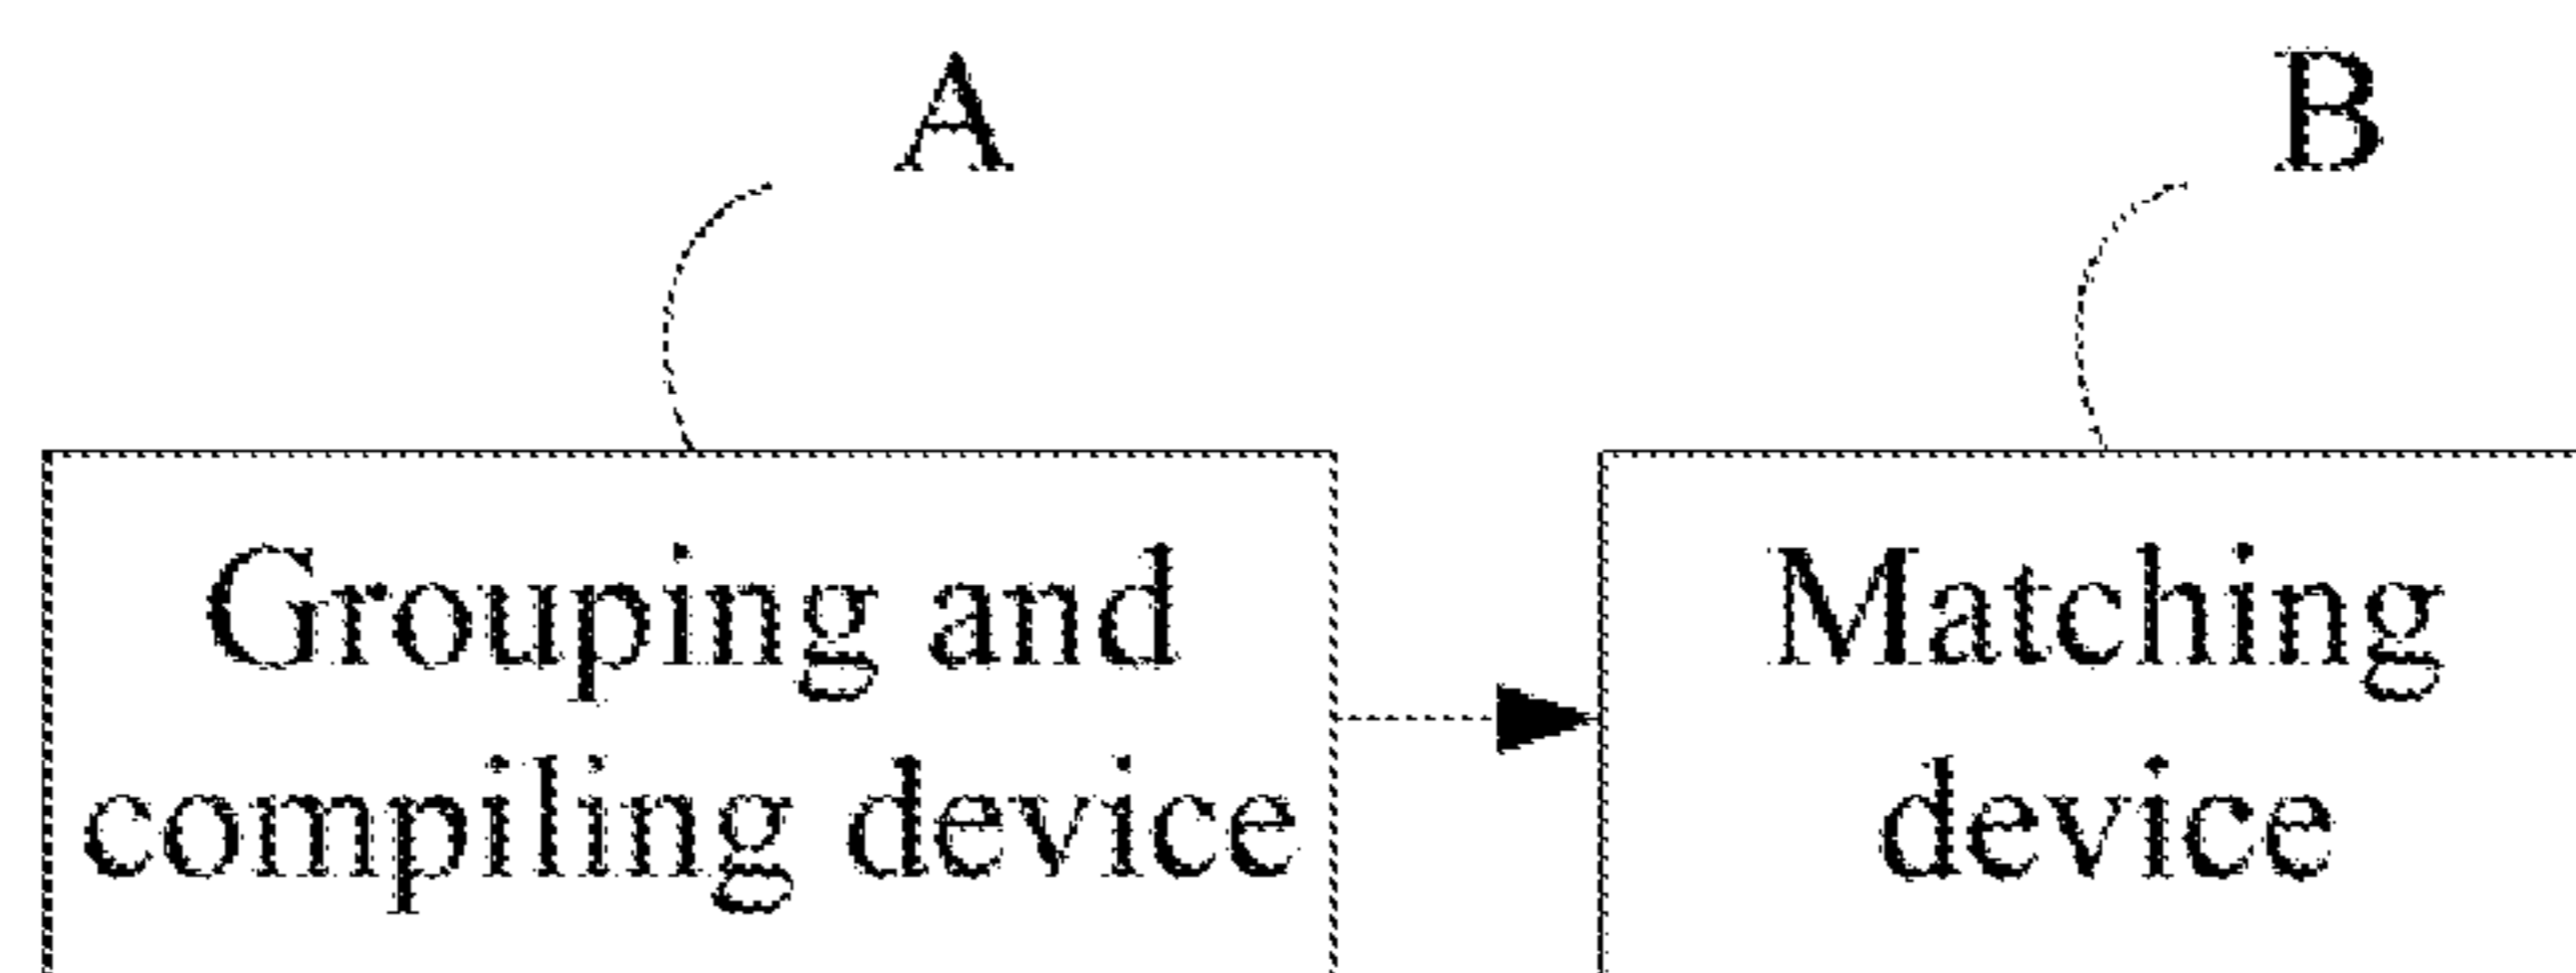 A
B
Grouping and
compiling device
Matching
device